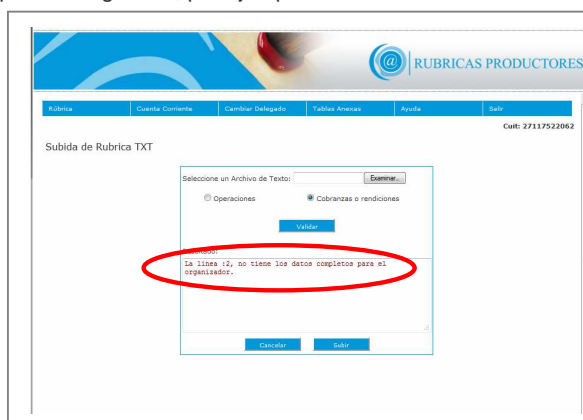 @ RUBRICAS PRODUCTORES
Rúbrica Cuenta Corriente Cambiar Delegado Tablas Anexas Ayuda Salir
Cuit: 27117522062
Subida de Rubrica TXT
Seleccione un Archivo de Texto: Examinar..
Operaciones Cobranzas o rendiciones
Validar
La linea :2, no tiene los datos completos para el
organizador.
Cancelar Subir